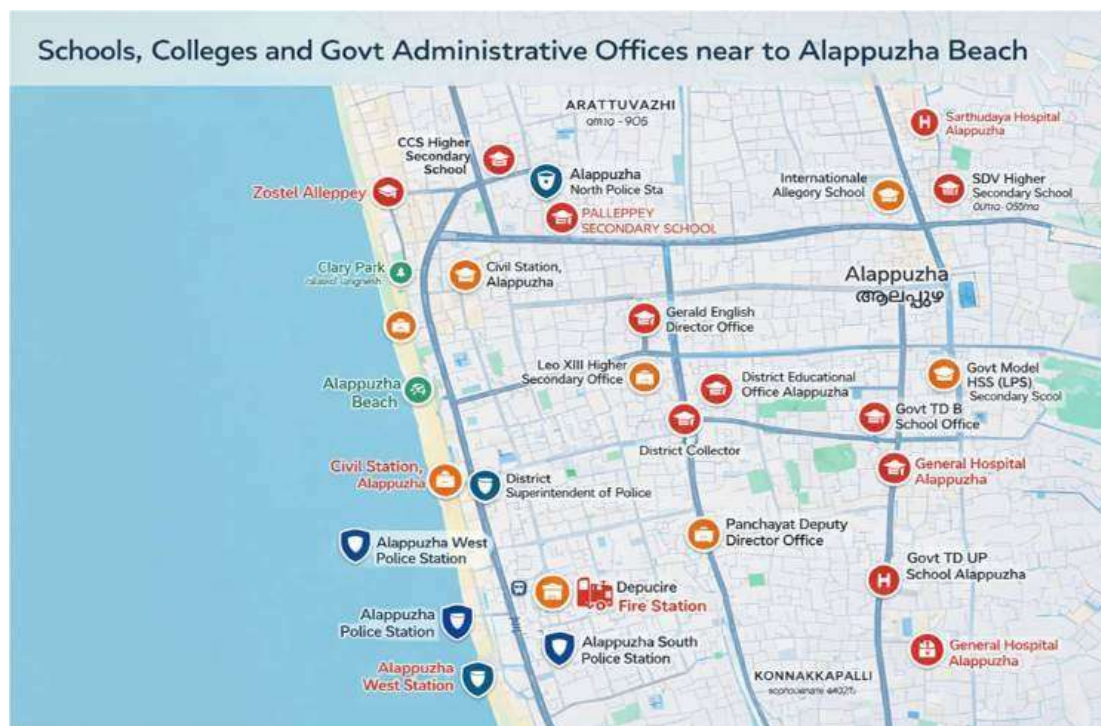 Schools, Colleges and Govt Administrative Offices near to Alappuzha Beach
ARATTUVAZHI
Sarthudaya Hospital
Alappuzha
CCS Higher
Secondary
School
Alappuzha
North Police Sta
Internationale
Allegory School
SDV Higher
Secondary School
Zostel Alleppey
PALLEPPEY
SECONDARY SCHOOL
Clary Park
Civil Station,
Alappuzha
Alappuzha
ആലപ്പുഴ
Gerald English
Director Office
Leo XIII Higher
Secondary Office
Govt Model
HSS (LPS)
Secondary Scool
Alappuzha
Beach
District Educational
Office Alappuzha
Govt TD B
School Office
District Collector
Civil Station,
Alappuzha
General Hospital
Alappuzha
District
Superintendent of Police
Panchayat Deputy
Director Office
Alappuzha West
Police Station
Govt TD UP
School Alappuzha
Depucire
Fire Station
Alappuzha
Police Station
Alappuzha South
Police Station
General Hospital
Alappuzha
Alappuzha
West Station
KONNAKKAPALLI